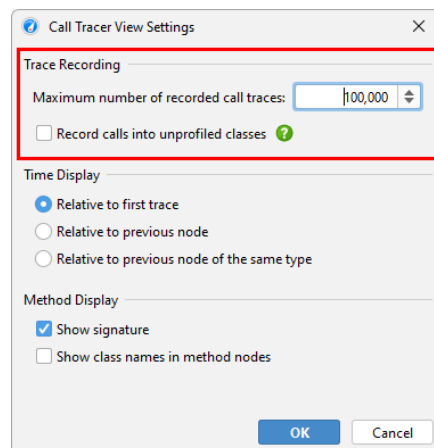 Call Tracer View Settings
Trace Recording
Maximum number of recorded call traces: 100,000
Record calls into unprofiled classes ?
Time Display
Relative to first trace
Relative to previous node
Relative to previous node of the same type
Method Display
Show signature
Show class names in method nodes
OK Cancel